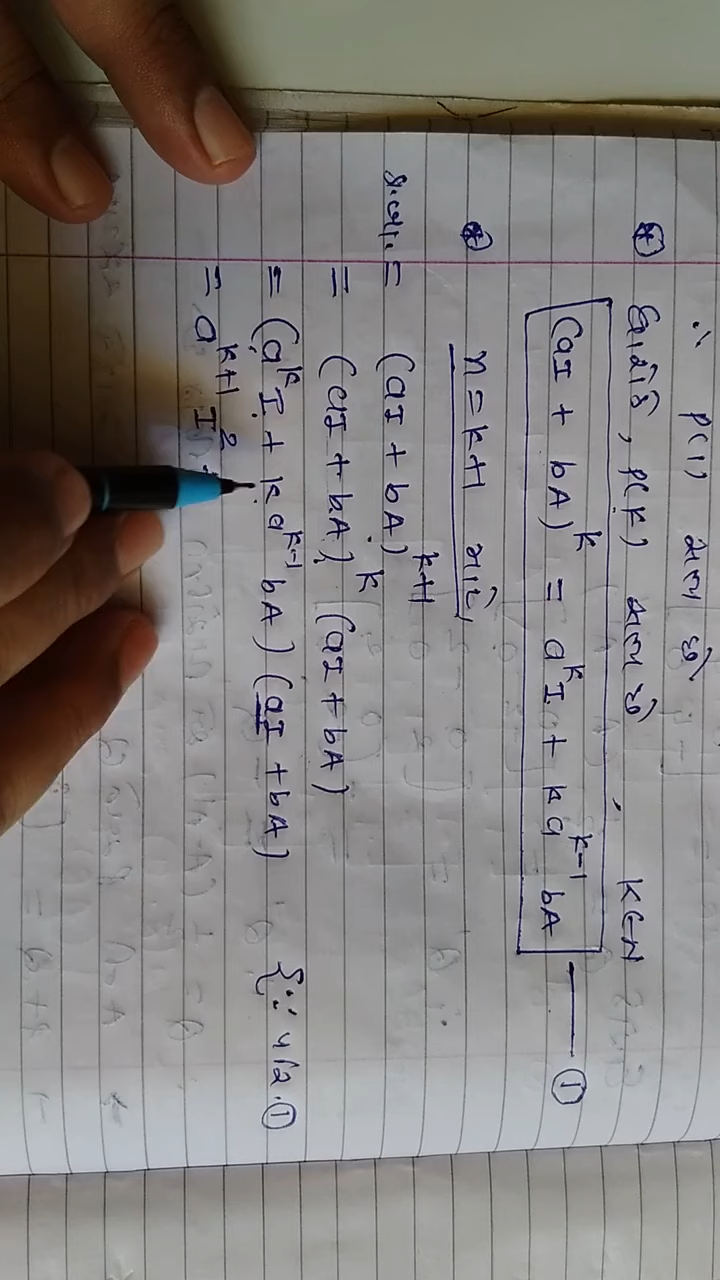 ∴ P(1) સત્ય છે
* ધારો કે, P(k) સત્ય છે, k∈N
(aI + bA)^k = a^k I + k a^(k-1) bA —— ①
* n = k+1 માટે,
ડા.બા. = (aI + bA)^(k+1)
= (aI + bA)^k (aI + bA)
= (a^k I + k a^(k-1) bA) (aI + bA) {∵ પરિ. ①
= a^(k+1) I^2